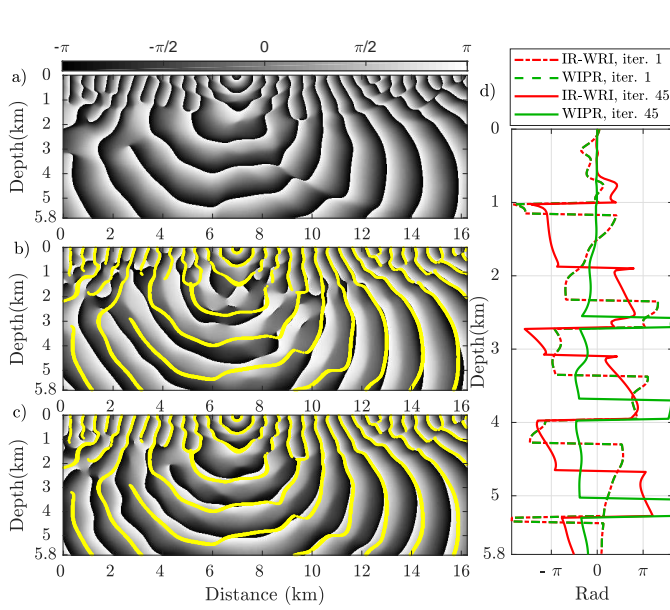 -π -π/2 0 π/2 π
a)
0
1
2
3
4
5
5.8
Depth(km)
0 2 4 6 8 10 12 14 16
b)
0
1
2
3
4
5
5.8
Depth(km)
0 2 4 6 8 10 12 14 16
c)
0
1
2
3
4
5
5.8
Depth(km)
0 2 4 6 8 10 12 14 16
Distance (km)
d)
IR-WRI, iter. 1
WIPR, iter. 1
IR-WRI, iter. 45
WIPR, iter. 45
0
1
2
3
4
5
5.8
Depth(km)
- π 0 π
Rad